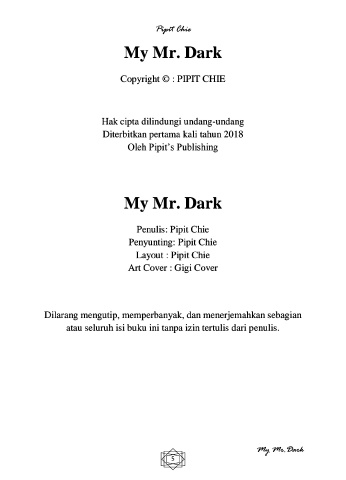 Pipit Chie
My Mr. Dark
Copyright © : PIPIT CHIE
Hak cipta dilindungi undang-undang
Diterbitkan pertama kali tahun 2018
Oleh Pipit’s Publishing
My Mr. Dark
Penulis: Pipit Chie
Penyunting: Pipit Chie
Layout : Pipit Chie
Art Cover : Gigi Cover
Dilarang mengutip, memperbanyak, dan menerjemahkan sebagian
atau seluruh isi buku ini tanpa izin tertulis dari penulis.
My Mr. Dark
5